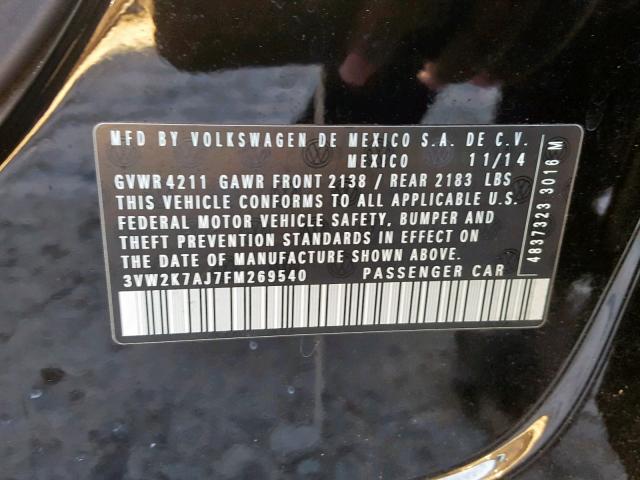 MFD BY VOLKSWAGEN DE MEXICO S.A. DE C.V.
MEXICO 11/14
GVWR 4211 GAWR FRONT 2138 / REAR 2183 LBS
THIS VEHICLE CONFORMS TO ALL APPLICABLE U.S.
FEDERAL MOTOR VEHICLE SAFETY, BUMPER AND
THEFT PREVENTION STANDARDS IN EFFECT ON
THE DATE OF MANUFACTURE SHOWN ABOVE.
3VW2K7AJ7FM269540 PASSENGER CAR
4837323 3016 M